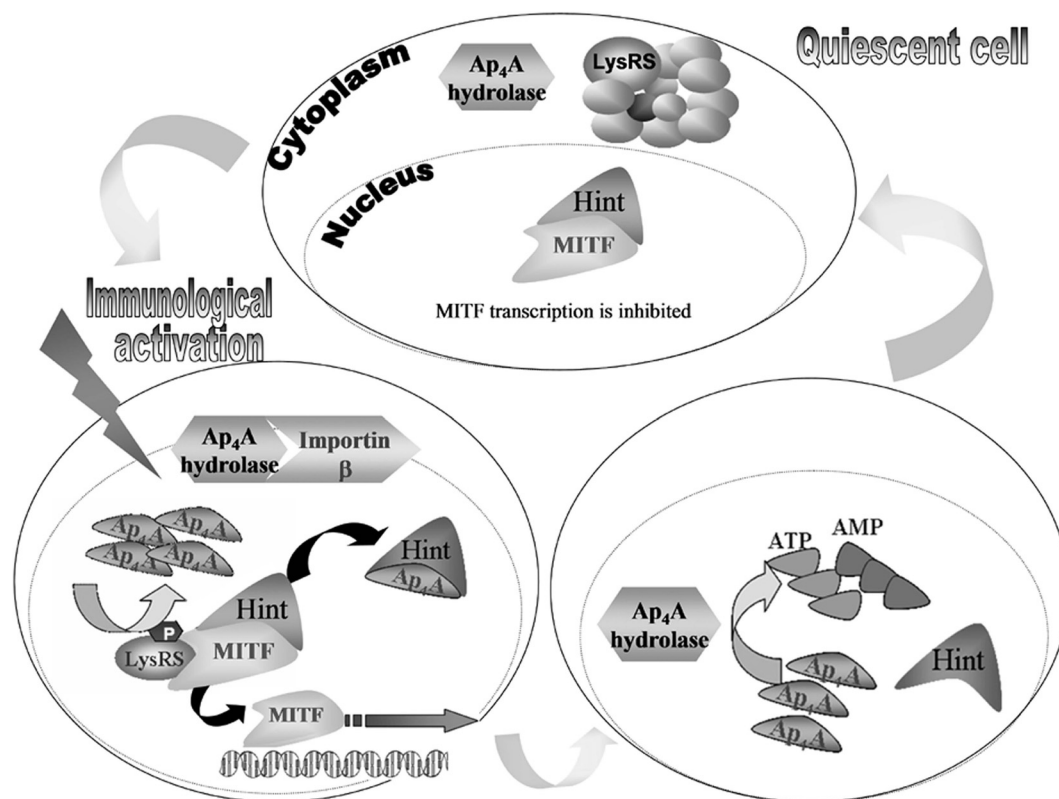 Quiescent cell
Cytoplasm
Ap₄A
hydrolase
LysRS
Nucleus
Hint
MITF
MITF transcription is inhibited
Immunological
activation
Ap₄A
hydrolase
Importin
β
Ap₄A
Ap₄A
Ap₄A
Ap₄A
Hint
Ap₄A
P
Hint
LysRS
MITF
MITF
ATP
AMP
Ap₄A
hydrolase
Ap₄A
Ap₄A
Ap₄A
Hint